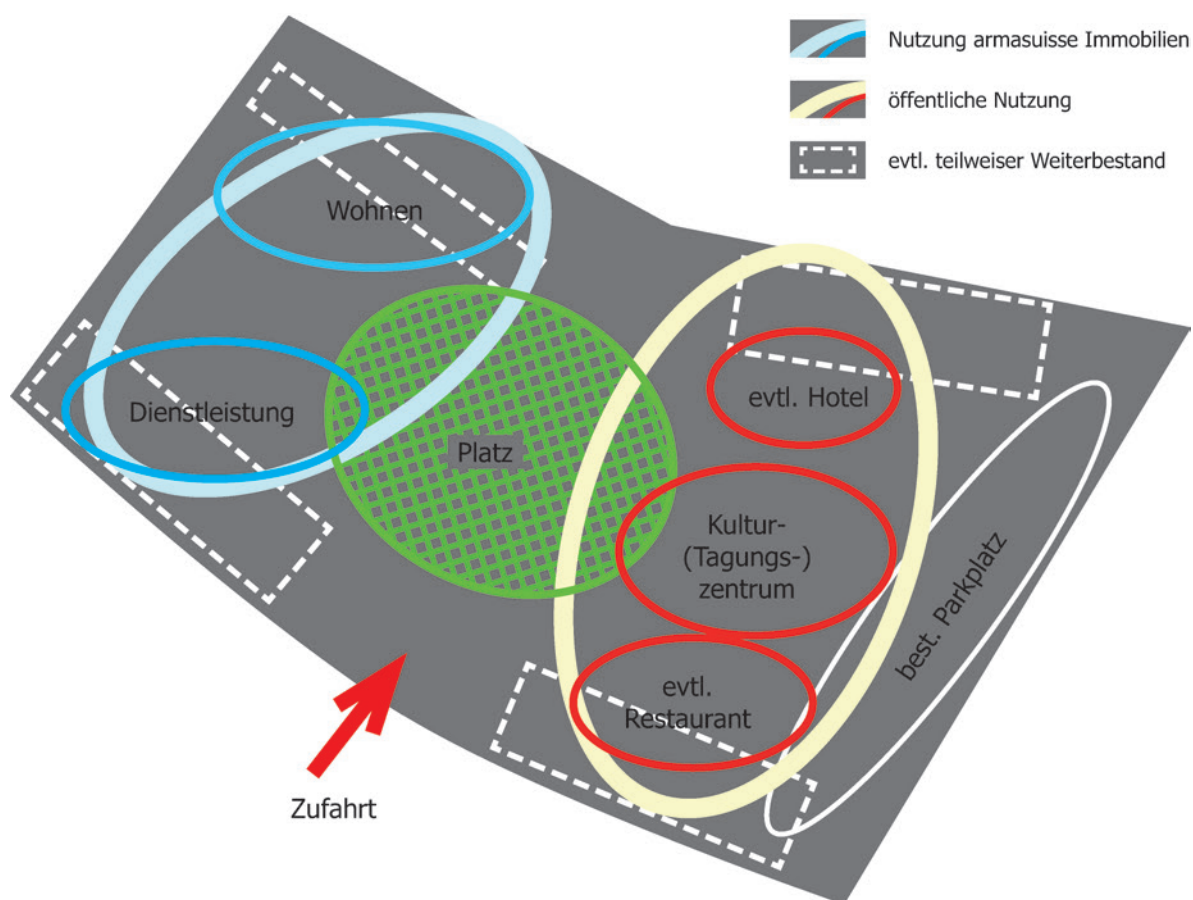 Nutzung armasuisse Immobilien
öffentliche Nutzung
evtl. teilweiser Weiterbestand
Wohnen
Dienstleistung
Platz
evtl. Hotel
Kultur-
(Tagungs-)
zentrum
evtl.
Restaurant
best. Parkplatz
Zufahrt